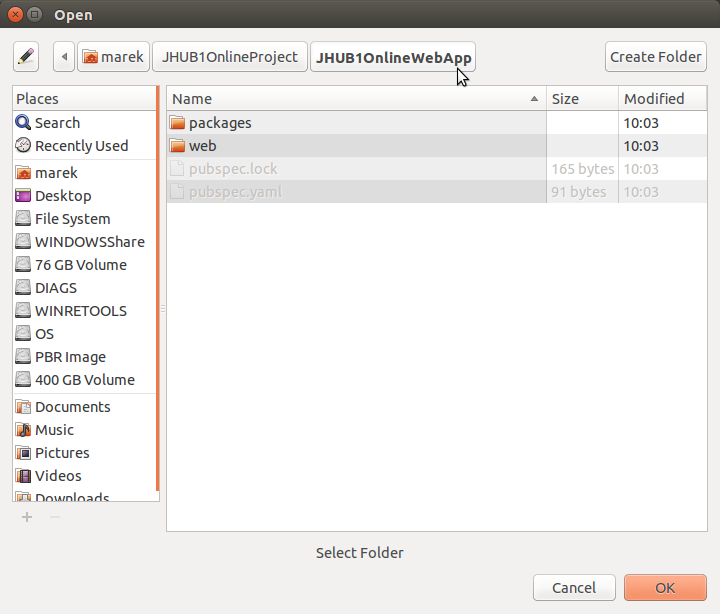 Open
marek JHUB1OnlineProject JHUB1OnlineWebApp Create Folder
Places
Search
Recently Used
marek
Desktop
File System
WINDOWSShare
76 GB Volume
DIAGS
WINRETOOLS
OS
PBR Image
400 GB Volume
Documents
Music
Pictures
Videos
Downloads
Name Size Modified
packages 10:03
web 10:03
pubspec.lock 165 bytes 10:03
pubspec.yaml 91 bytes 10:03
Select Folder
Cancel OK